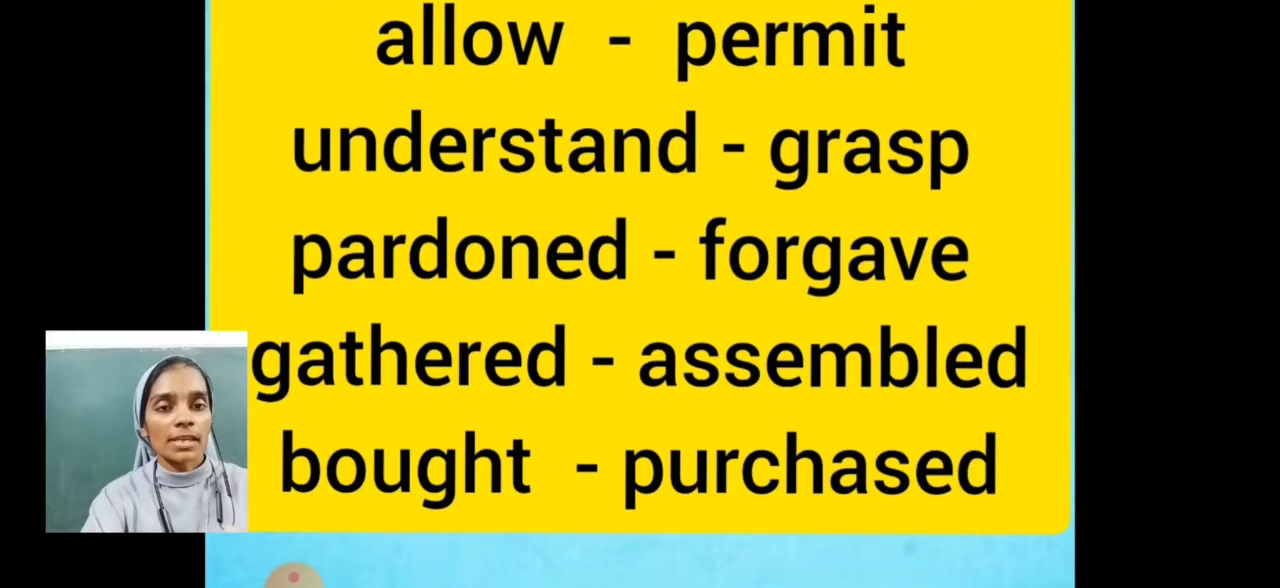 allow - permit
understand - grasp
pardoned - forgave
gathered - assembled
bought - purchased